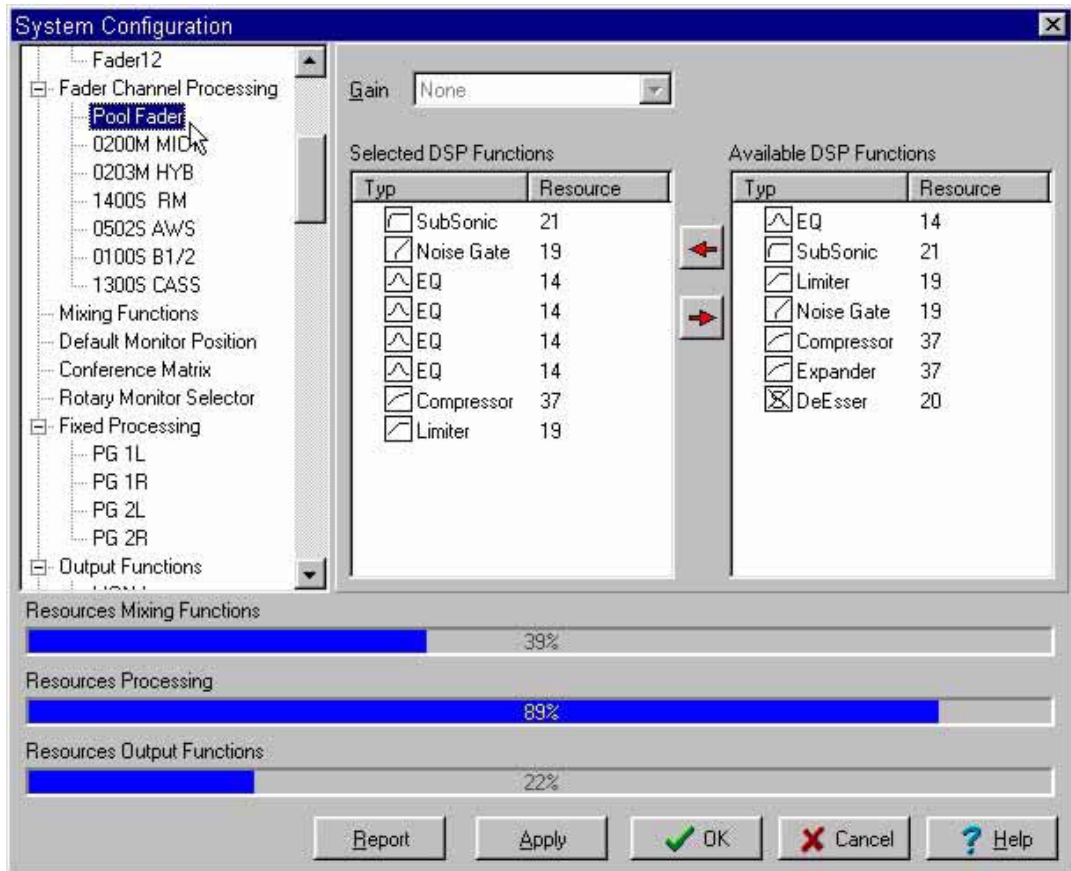 System Configuration
Fader12
Fader Channel Processing
Pool Fader
0200M MIC
0203M HYB
1400S RM
0502S AWS
0100S B1/2
1300S CASS
Mixing Functions
Default Monitor Position
Conference Matrix
Rotary Monitor Selector
Fixed Processing
PG 1L
PG 1R
PG 2L
PG 2R
Output Functions
Gain None
Selected DSP Functions
Typ Resource
SubSonic 21
Noise Gate 19
EQ 14
EQ 14
EQ 14
EQ 14
Compressor 37
Limiter 19
Available DSP Functions
Typ Resource
EQ 14
SubSonic 21
Limiter 19
Noise Gate 19
Compressor 37
Expander 37
DeEsser 20
Resources Mixing Functions
39%
Resources Processing
89%
Resources Output Functions
22%
Report Apply OK Cancel ? Help